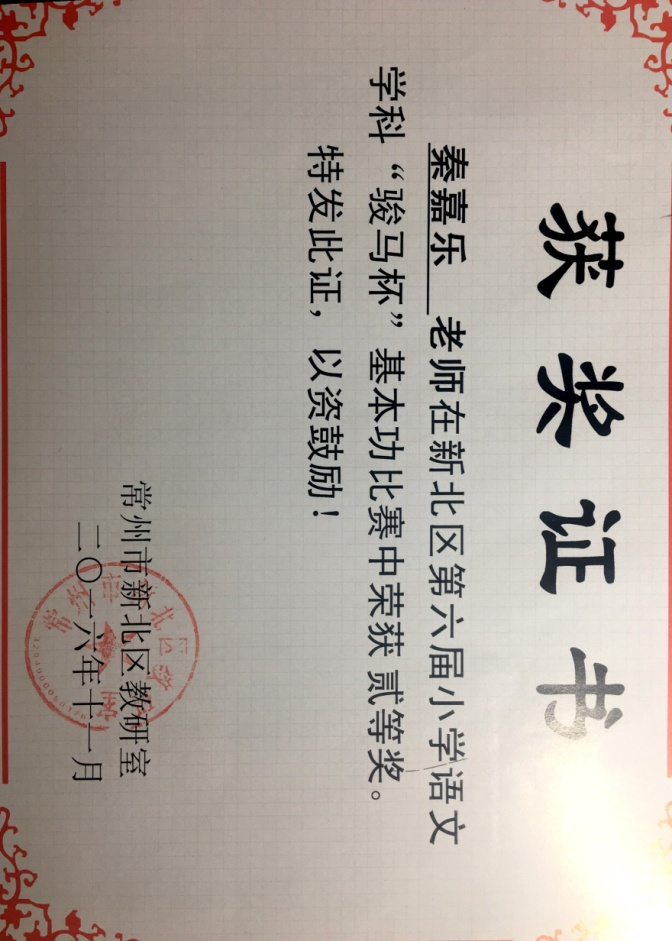 获奖证书
秦嘉乐 老师在新北区第六届小学语文
学科“骏马杯”基本功比赛中荣获贰等奖。
特发此证，以资鼓励！
常州市新北区教研室
二〇一六年十一月